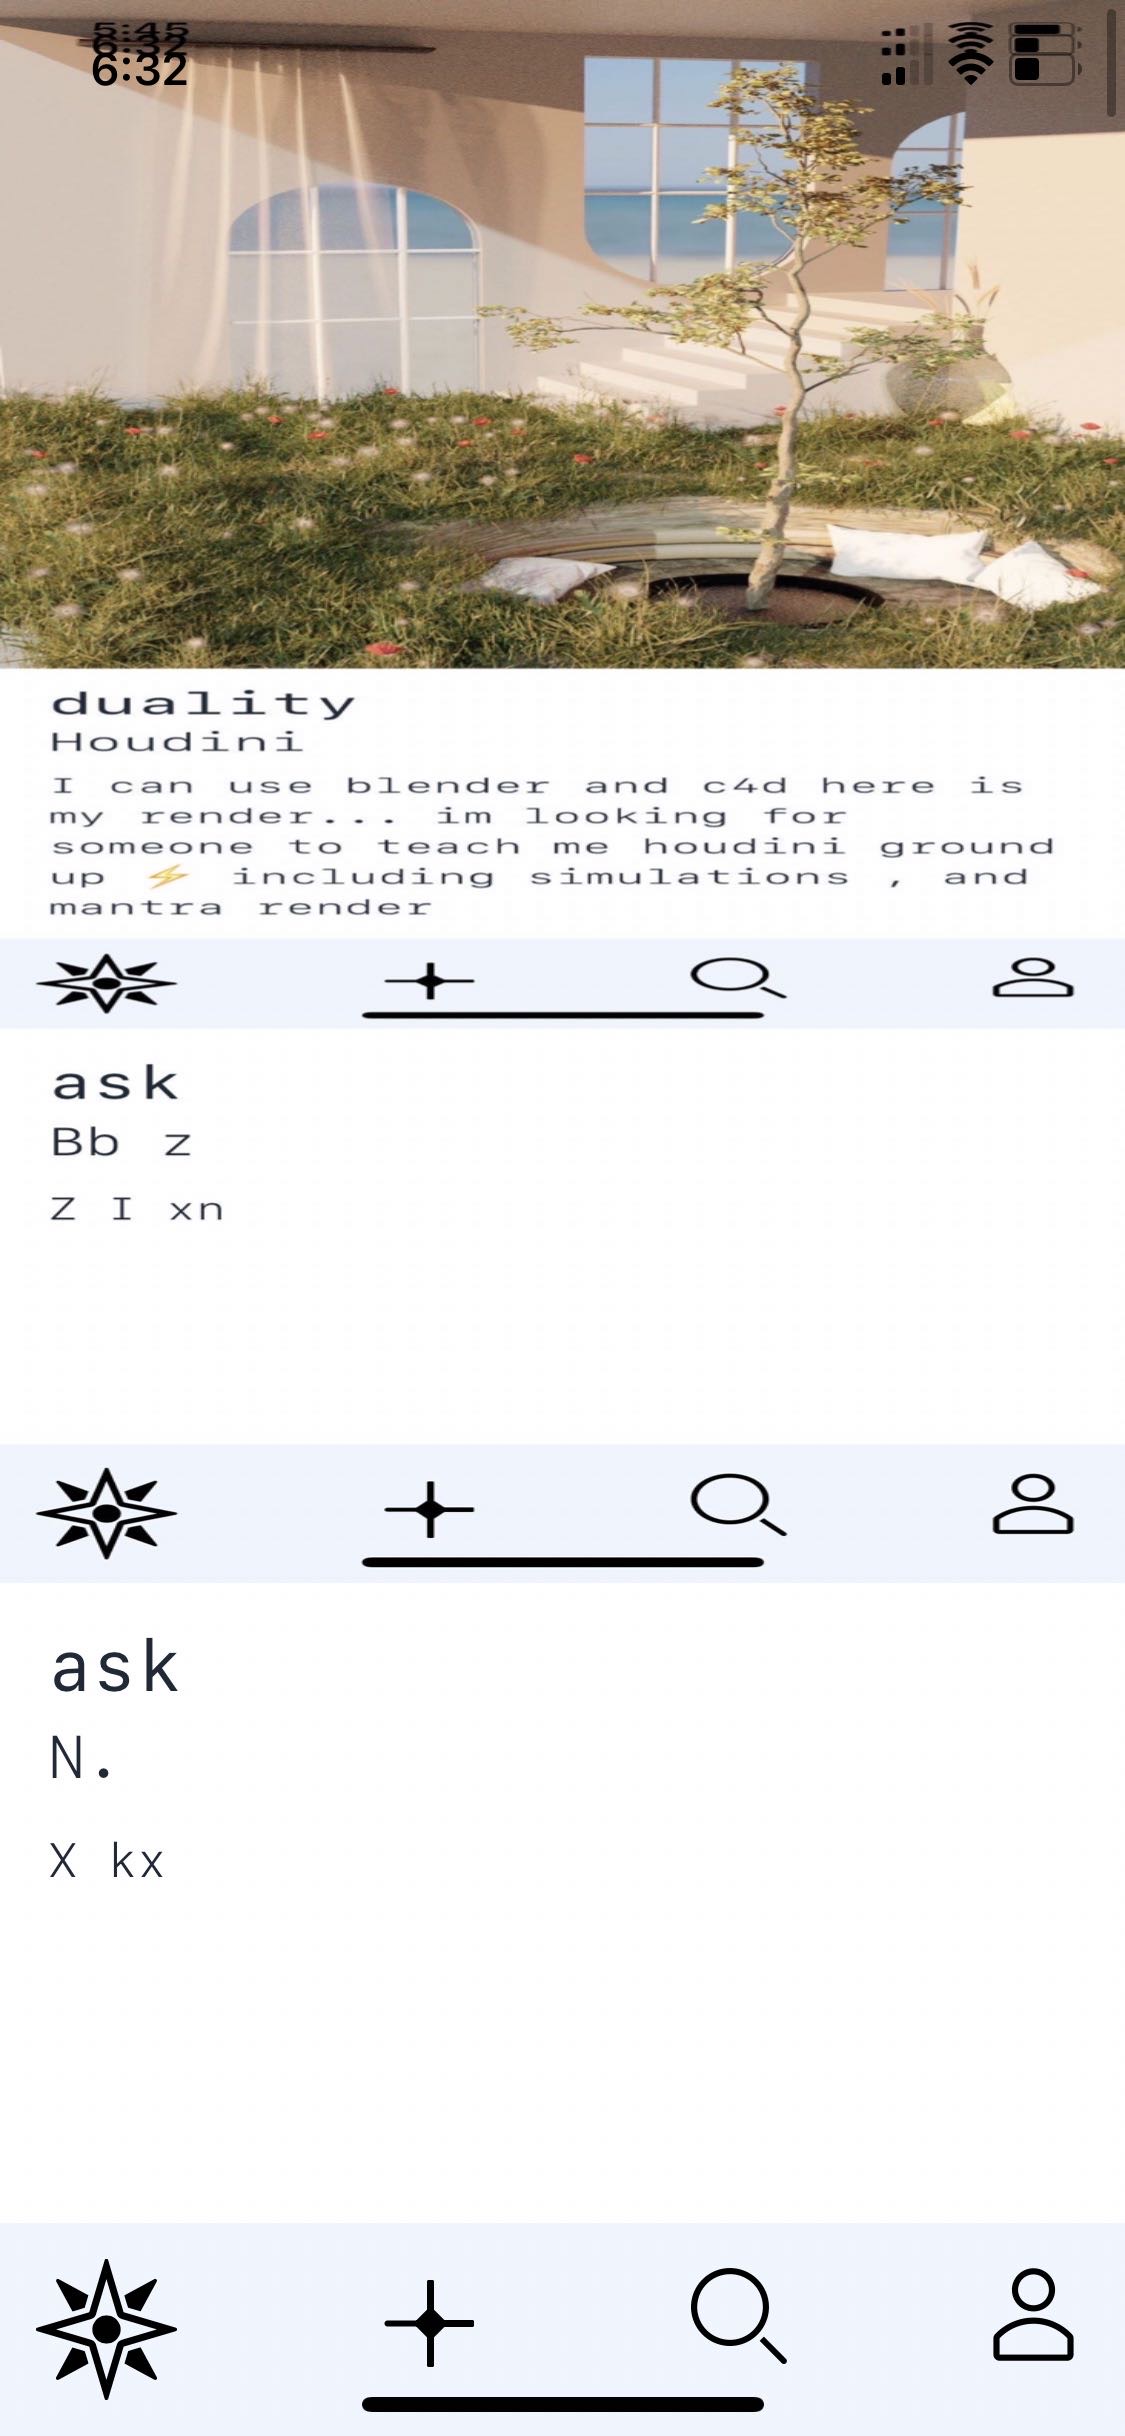 5:45
6:32
6:32
duality
Houdini
I can use blender and c4d here is
my render... im looking for
someone to teach me houdini ground
up ⚡ including simulations , and
mantra render
ask
Bb z
Z I xn
ask
N.
X kx